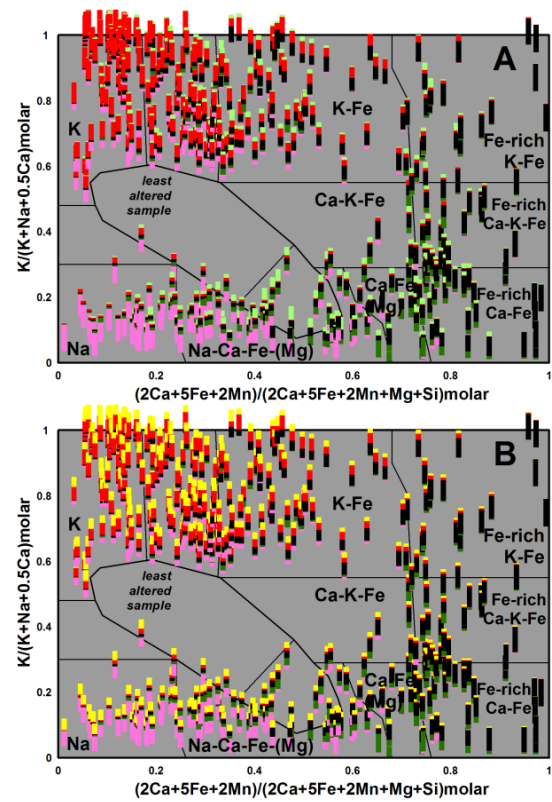 A
1
0.8
0.6
0.4
0.2
0
K/(K+Na+0.5Ca)molar
K
K-Fe
Fe-rich
K-Fe
least
altered
sample
Ca-K-Fe
Fe-rich
Ca-K-Fe
Ca-Fe
(Mg)
Fe-rich
Ca-Fe
Na
Na-Ca-Fe-(Mg)
0
0.2
0.4
0.6
0.8
1
(2Ca+5Fe+2Mn)/(2Ca+5Fe+2Mn+Mg+Si)molar
B
1
0.8
0.6
0.4
0.2
0
K/(K+Na+0.5Ca)molar
K
K-Fe
Fe-rich
K-Fe
least
altered
sample
Ca-K-Fe
Fe-rich
Ca-K-Fe
Ca-Fe
(Mg)
Fe-rich
Ca-Fe
Na
Na-Ca-Fe-(Mg)
0
0.2
0.4
0.6
0.8
1
(2Ca+5Fe+2Mn)/(2Ca+5Fe+2Mn+Mg+Si)molar